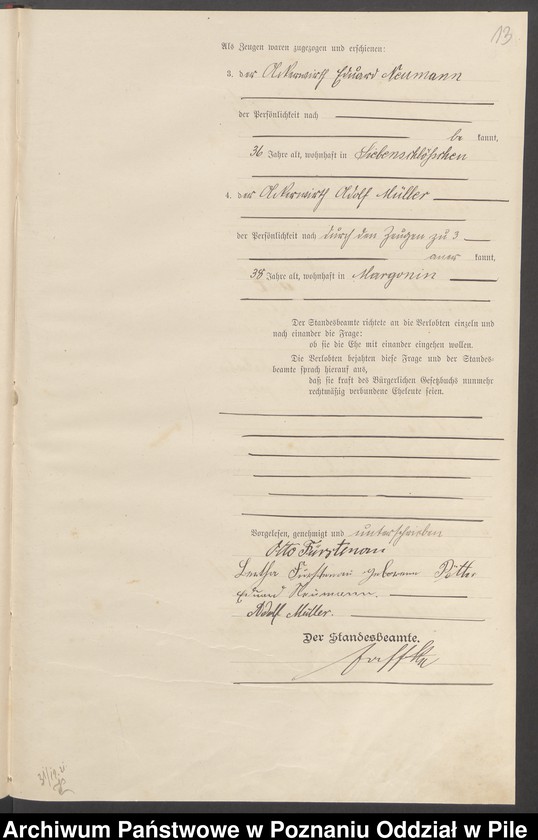 13
Als Zeugen waren zugezogen und erschienen:
3. der Ackerwirth Eduard Neumann
der Persönlichkeit nach
be kannt,
36 Jahre alt, wohnhaft in Siebenschlößchen
4. der Ackerwirth Adolf Müller
der Persönlichkeit nach durch den Zeugen zu 3
aner kannt,
38 Jahre alt, wohnhaft in Margonin
Der Standesbeamte richtete an die Verlobten einzeln und
nach einander die Frage:
ob sie die Ehe mit einander eingehen wollen.
Die Verlobten bejahten diese Frage und der Standes-
beamte sprach hierauf aus,
daß sie kraft des Bürgerlichen Gesetzbuchs nunmehr
rechtmäßig verbundene Eheleute seien.
Vorgelesen, genehmigt und unterschrieben
Otto Fürstenau
Fürstenau geborene
Eduard Neumann.
Adolf Müller.
Der Standesbeamte.
Archiwum Państwowe w Poznaniu Oddział w Pile